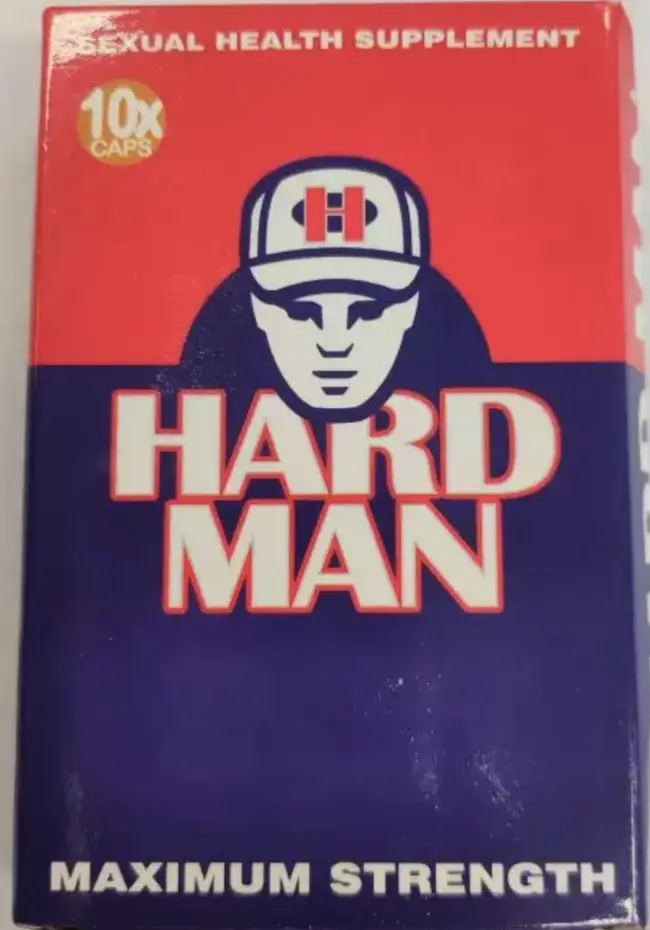 SEXUAL HEALTH SUPPLEMENT
10x
CAPS
H
HARD
MAN
MAXIMUM STRENGTH